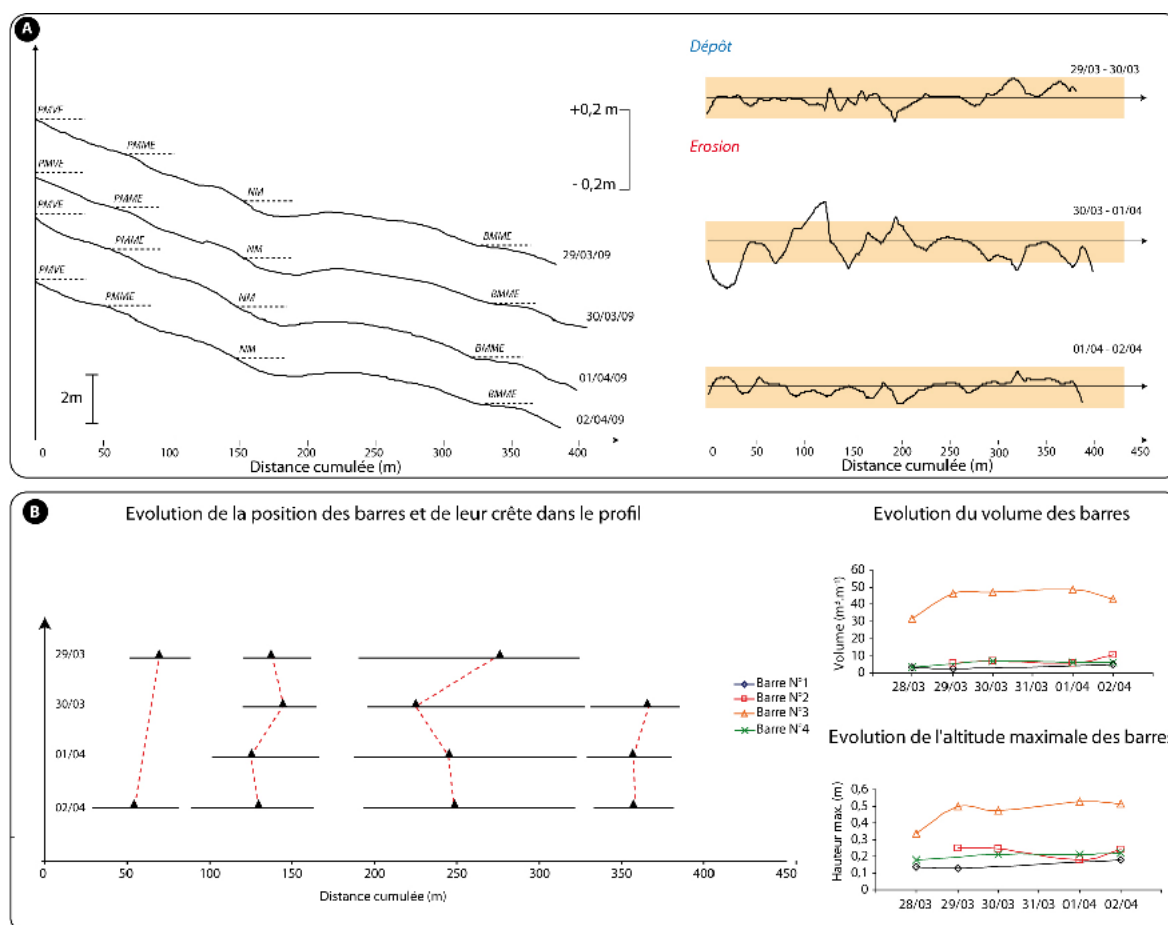 A
PMVE
PMME
NM
BMME
29/03/09
PMVE
PMME
NM
BMME
30/03/09
PMVE
PMME
NM
BMME
01/04/09
PMVE
PMME
NM
BMME
02/04/09
2m
+0,2 m
- 0,2m
0 50 100 150 200 250 300 350 400
Distance cumulée (m)
Dépôt
29/03 - 30/03
Erosion
30/03 - 01/04
01/04 - 02/04
0 50 100 150 200 250 300 350 400 450
Distance cumulée (m)
B
Evolution de la position des barres et de leur crête dans le profil
29/03
30/03
01/04
02/04
0 50 100 150 200 250 300 350 400 450
Distance cumulée (m)
Barre N°1
Barre N°2
Barre N°3
Barre N°4
Evolution du volume des barres
Volume (m³.m⁻¹)
60
50
40
30
20
10
0
28/03 29/03 30/03 31/03 01/04 02/04
Evolution de l'altitude maximale des barres
Hauteur max. (m)
0,6
0,5
0,4
0,3
0,2
0,1
0
28/03 29/03 30/03 31/03 01/04 02/04